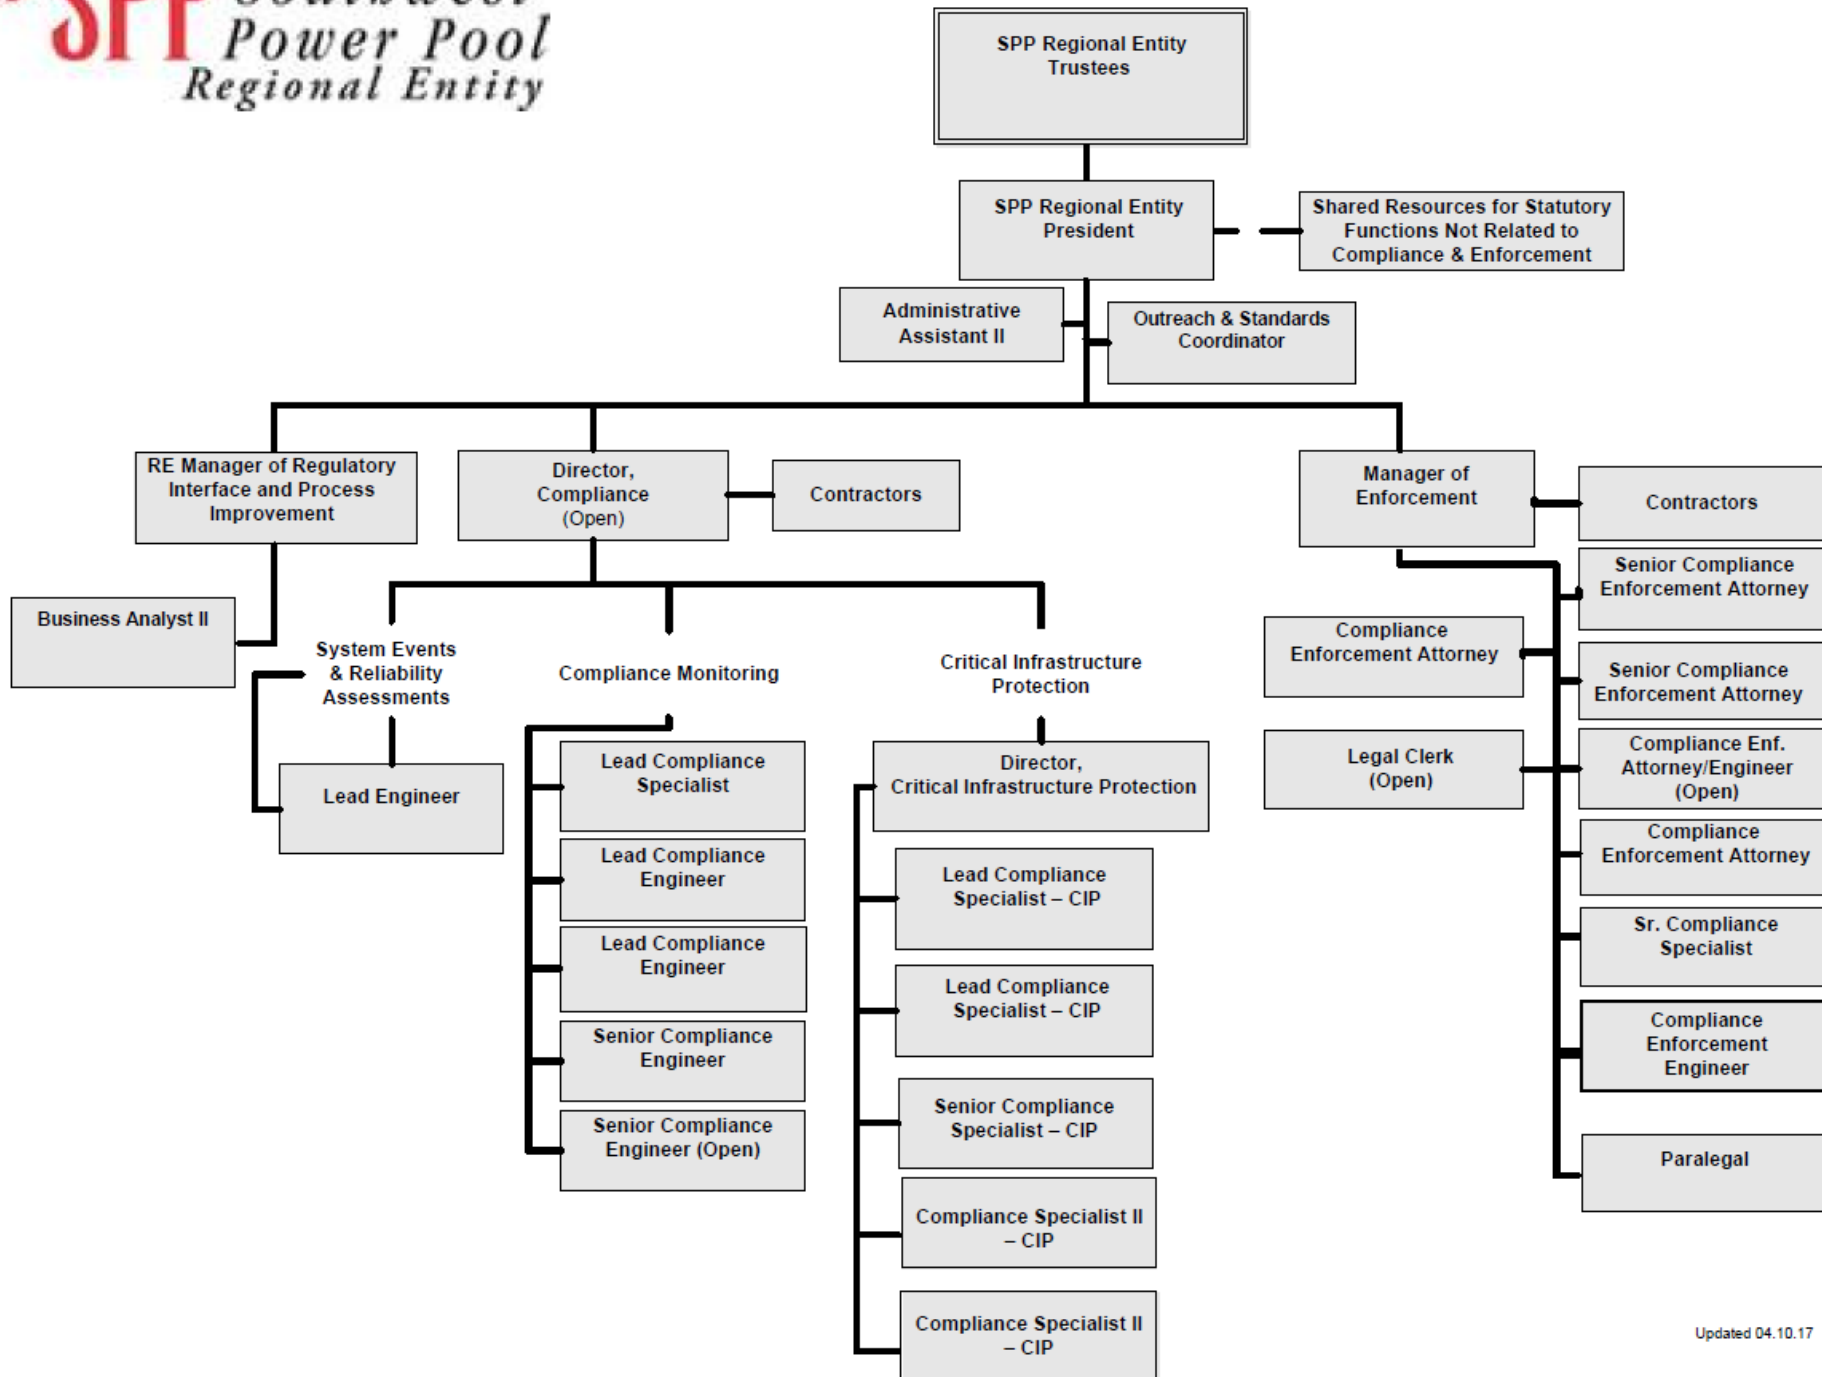 SPP
Southwest
Power Pool
Regional Entity
SPP Regional Entity
Trustees
SPP Regional Entity
President
Shared Resources for Statutory
Functions Not Related to
Compliance & Enforcement
Administrative
Assistant II
Outreach & Standards
Coordinator
RE Manager of Regulatory
Interface and Process
Improvement
Director,
Compliance
(Open)
Contractors
Manager of
Enforcement
Contractors
Business Analyst II
System Events
& Reliability
Assessments
Compliance Monitoring
Critical Infrastructure
Protection
Lead Engineer
Lead Compliance
Specialist
Lead Compliance
Engineer
Lead Compliance
Engineer
Senior Compliance
Engineer
Senior Compliance
Engineer (Open)
Director,
Critical Infrastructure Protection
Lead Compliance
Specialist – CIP
Lead Compliance
Specialist – CIP
Senior Compliance
Specialist – CIP
Compliance Specialist II
– CIP
Compliance Specialist II
– CIP
Compliance
Enforcement Attorney
Legal Clerk
(Open)
Senior Compliance
Enforcement Attorney
Senior Compliance
Enforcement Attorney
Compliance Enf.
Attorney/Engineer
(Open)
Compliance
Enforcement Attorney
Sr. Compliance
Specialist
Compliance
Enforcement
Engineer
Paralegal
Updated 04.10.17